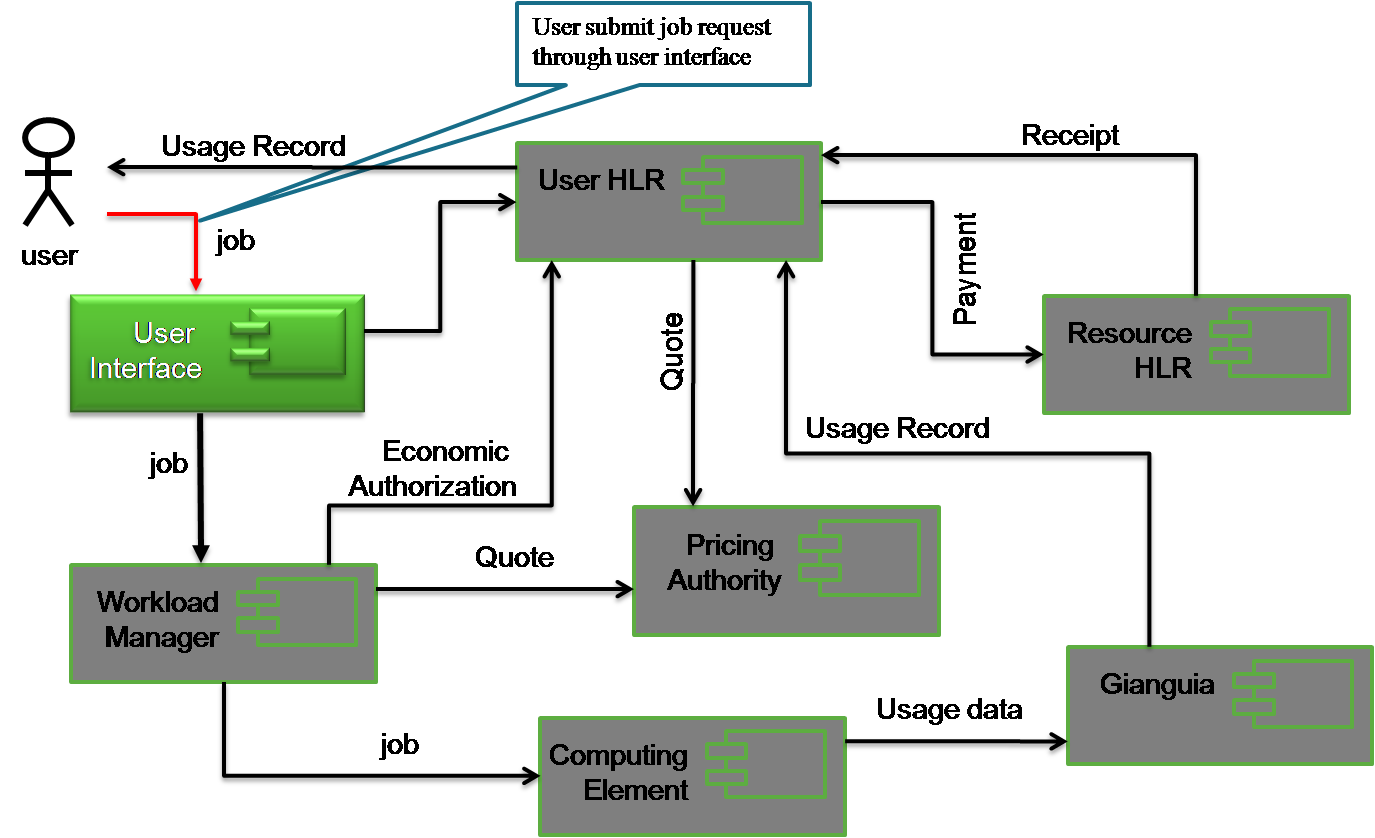 User submit job request
through user interface
Usage Record
Receipt
User HLR
user
job
Payment
User
Interface
Quote
Resource
HLR
Usage Record
job
Economic
Authorization
Quote
Pricing
Authority
Workload
Manager
Gianguia
Usage data
job
Computing
Element